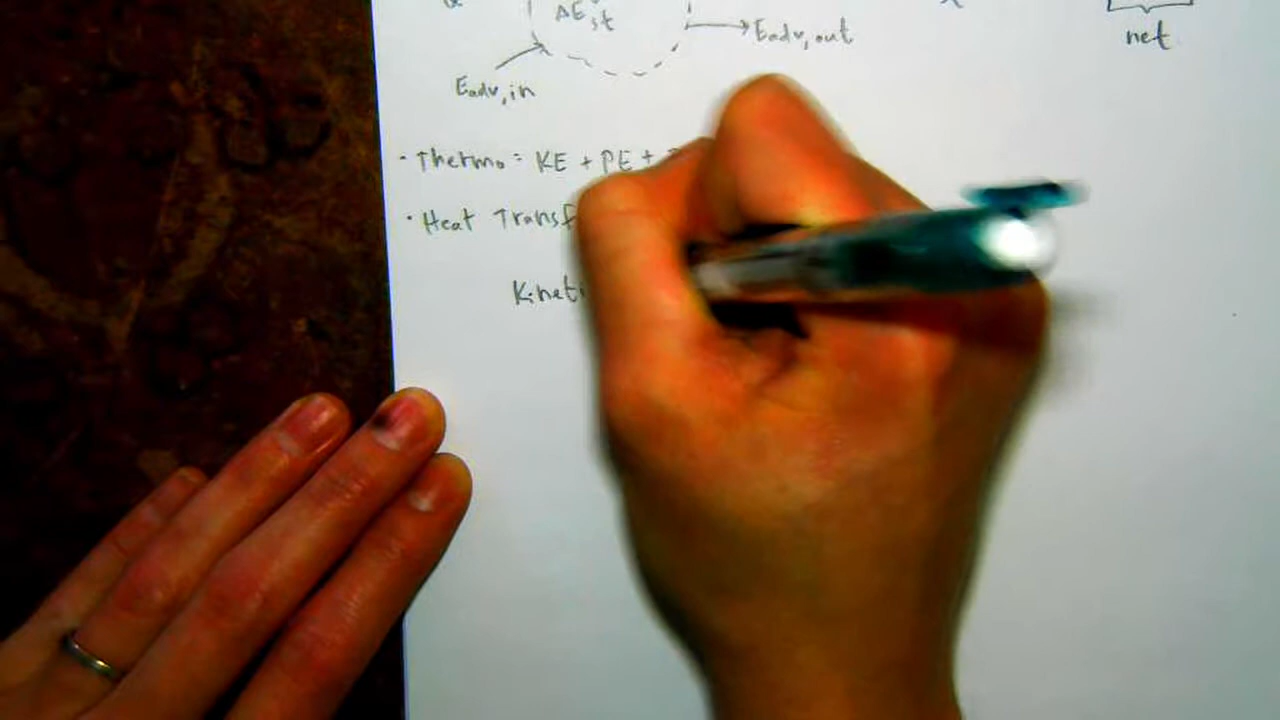 ΔEst
Eadv,out
net
Eadv,in
· Thermo: KE + PE +
· Heat Transf
Kineti